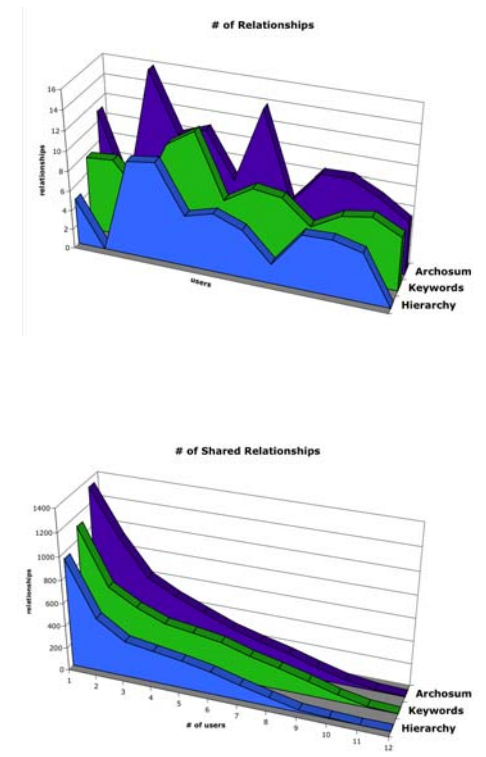 # of Relationships
16
14
12
10
8
6
4
2
0
relationships
users
Archosum
Keywords
Hierarchy
# of Shared Relationships
1400
1200
1000
800
600
400
200
0
relationships
1 2 3 4 5 6 7 8 9 10 11 12
# of users
Archosum
Keywords
Hierarchy